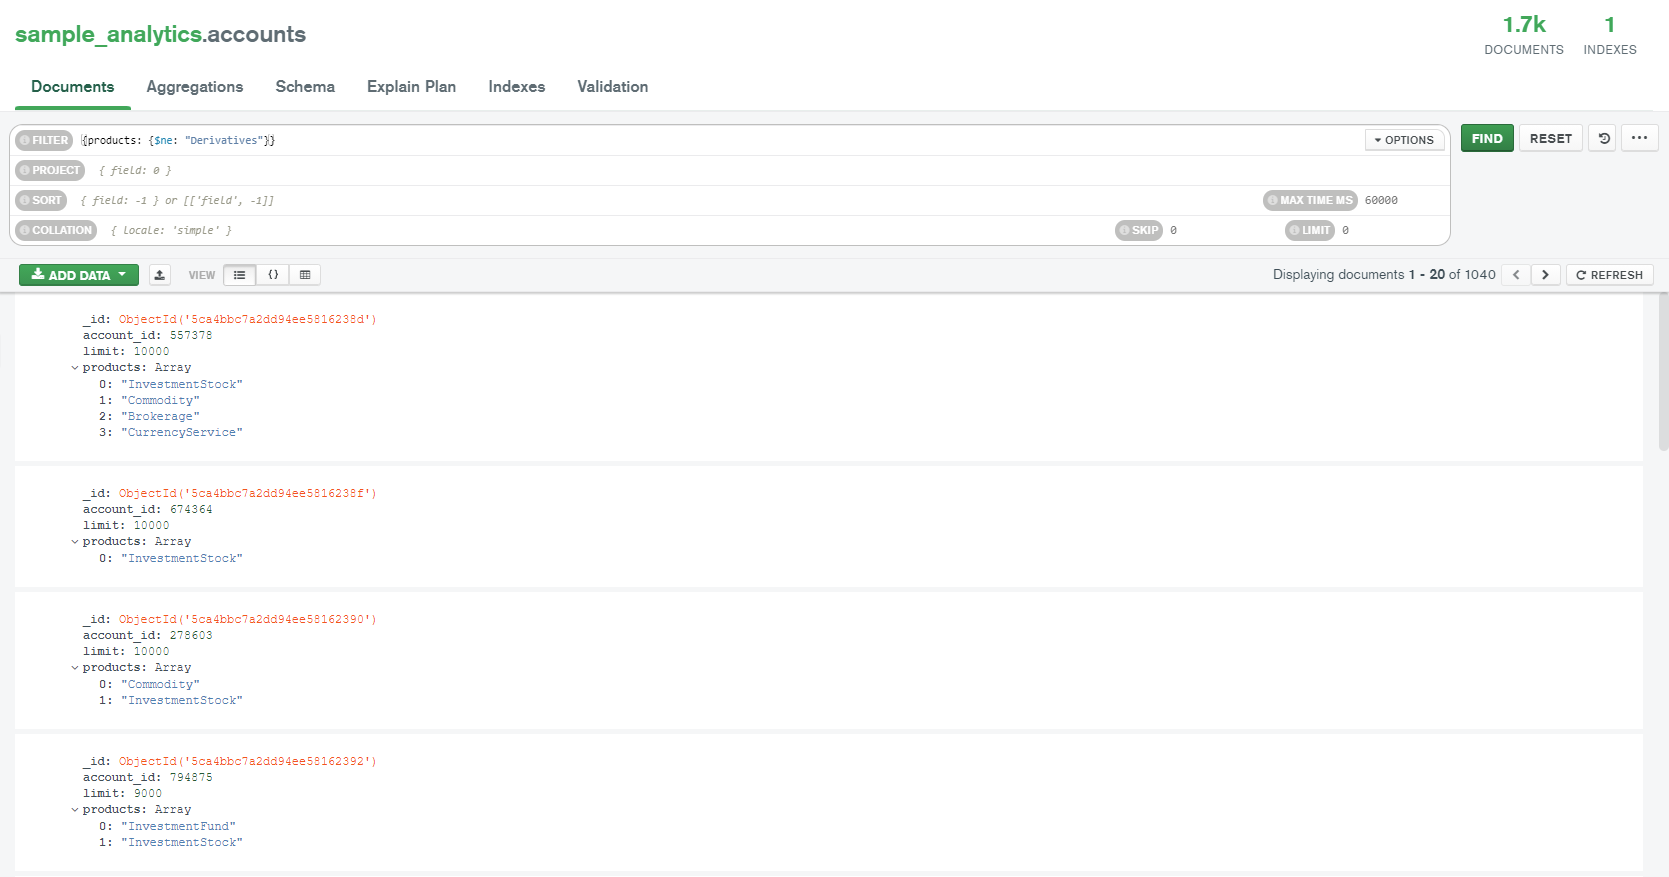 sample_analytics.accounts
1.7k
DOCUMENTS
1
INDEXES
Documents Aggregations Schema Explain Plan Indexes Validation
FILTER {products: {$ne: "Derivatives"}}
OPTIONS
FIND RESET
PROJECT { field: 0 }
SORT { field: -1 } or [['field', -1]]
MAX TIME MS 60000
COLLATION { locale: 'simple' }
SKIP 0
LIMIT 0
ADD DATA
VIEW
Displaying documents 1 - 20 of 1040
REFRESH
_id: ObjectId('5ca4bbc7a2dd94ee5816238d')
account_id: 557378
limit: 10000
products: Array
0: "InvestmentStock"
1: "Commodity"
2: "Brokerage"
3: "CurrencyService"
_id: ObjectId('5ca4bbc7a2dd94ee5816238f')
account_id: 674364
limit: 10000
products: Array
0: "InvestmentStock"
_id: ObjectId('5ca4bbc7a2dd94ee58162390')
account_id: 278603
limit: 10000
products: Array
0: "Commodity"
1: "InvestmentStock"
_id: ObjectId('5ca4bbc7a2dd94ee58162392')
account_id: 794875
limit: 9000
products: Array
0: "InvestmentFund"
1: "InvestmentStock"